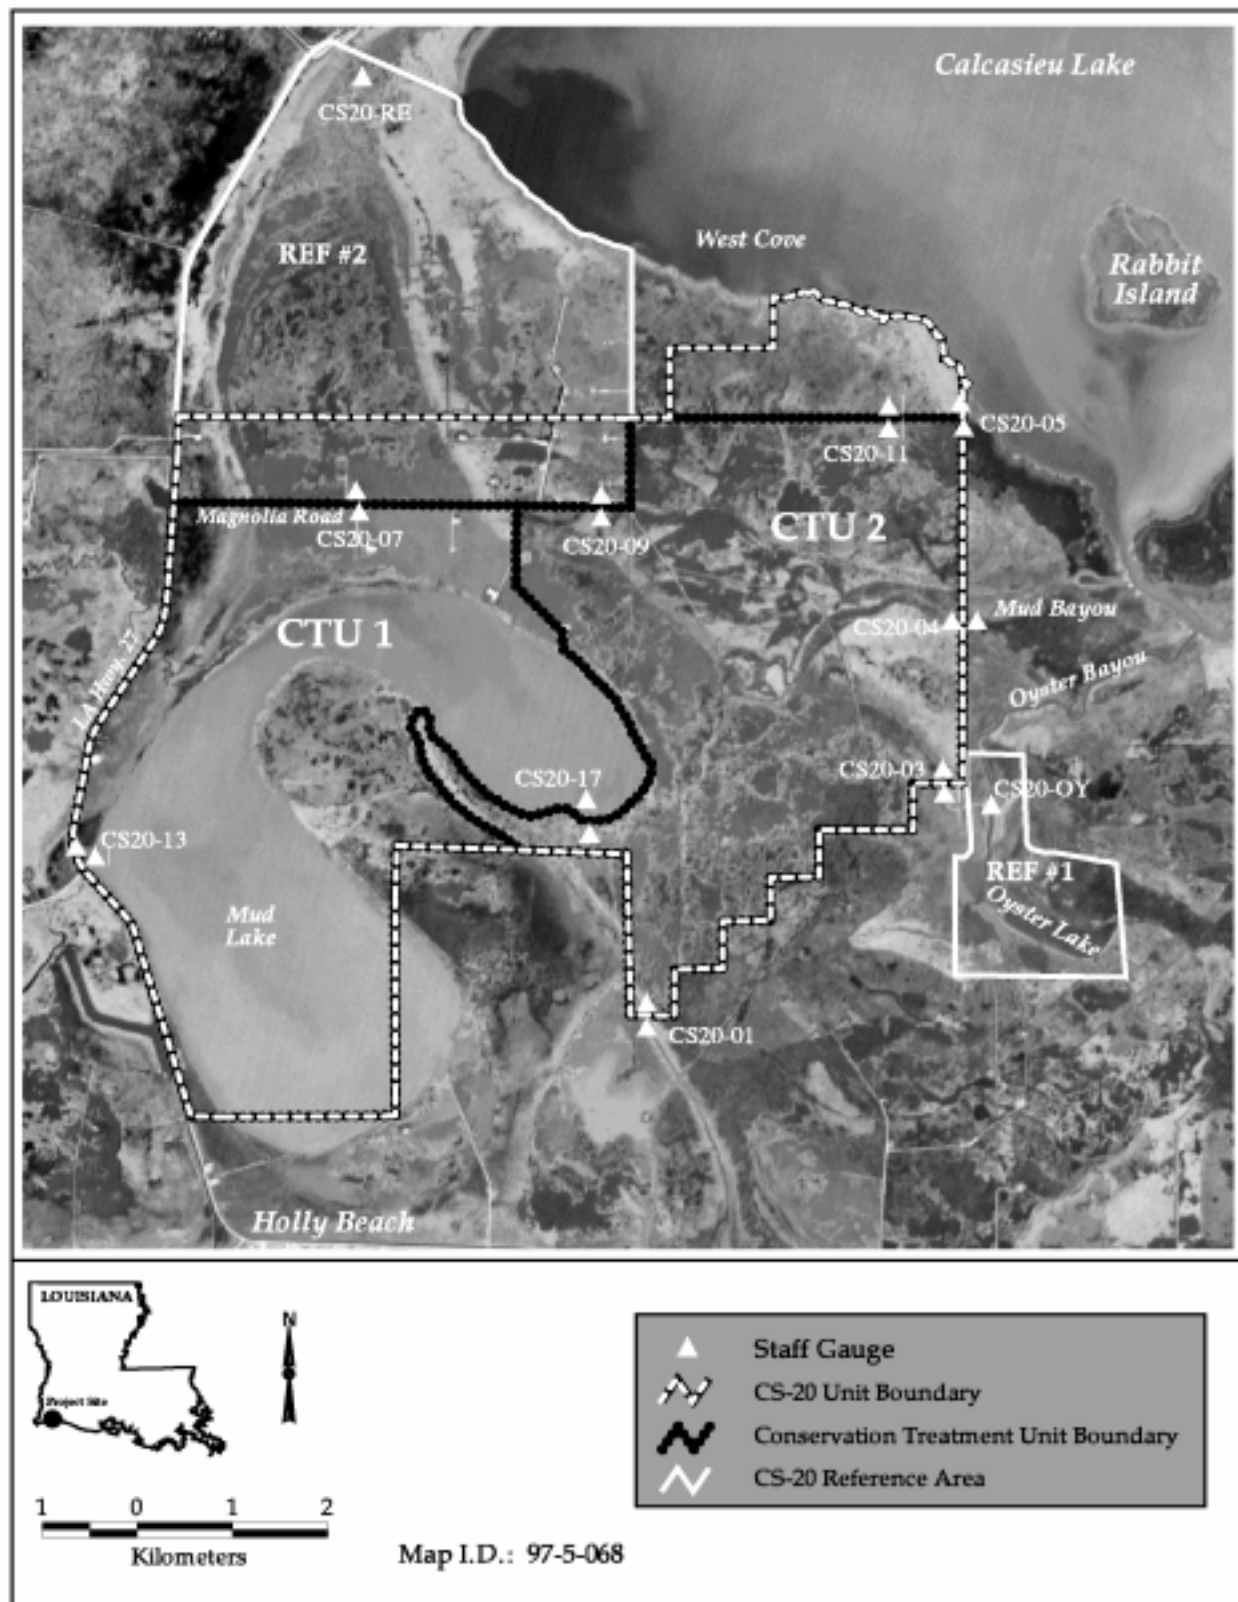 Calcasieu Lake
CS20-RE
West Cove
REF #2
Rabbit
Island
CS20-05
CS20-11
Magnolia Road
CS20-07
CS20-09
CTU 2
CTU 1
CS20-04
Mud Bayou
LA Hwy. 27
Oyster Bayou
CS20-17
CS20-03
CS20-OY
CS20-13
REF #1
Oyster Lake
Mud
Lake
CS20-01
Holly Beach
LOUISIANA
Project Site
N
1 0 1 2
Kilometers
Map I.D.: 97-5-068
Staff Gauge
CS-20 Unit Boundary
Conservation Treatment Unit Boundary
CS-20 Reference Area